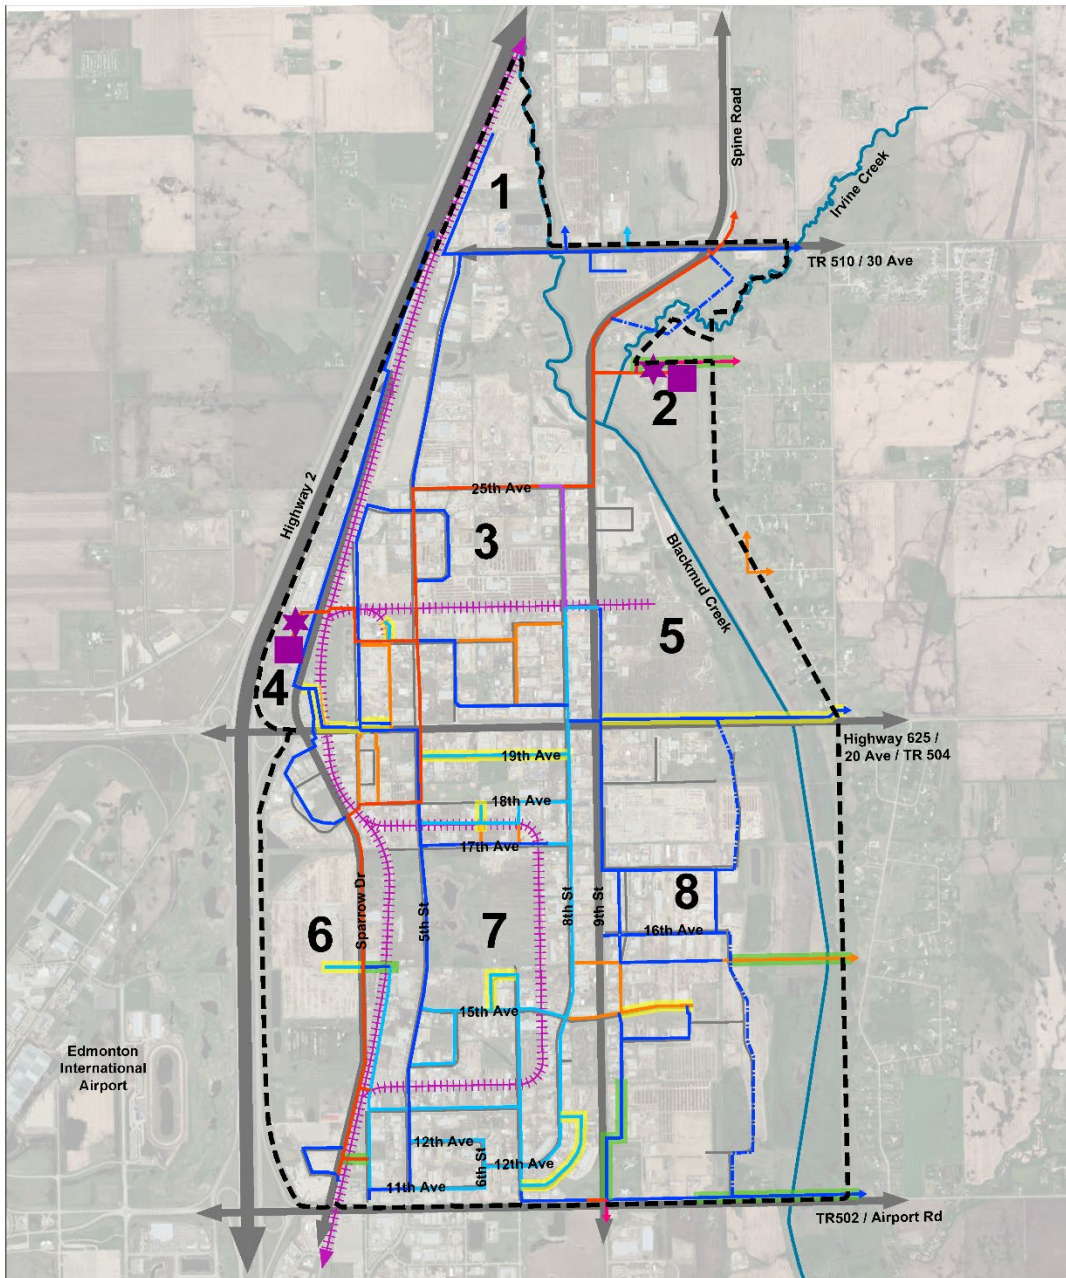 Spine Road
1
Irvine Creek
TR 510 / 30 Ave
2
Highway 2
25th Ave
3
Blackmud Creek
5
4
Highway 625 /
20 Ave / TR 504
19th Ave
18th Ave
17th Ave
Sparrow Dr
5th St
8th St
9th St
8
6
7
16th Ave
15th Ave
Edmonton
International
Airport
12th Ave
6th St
12th Ave
11th Ave
TR502 / Airport Rd